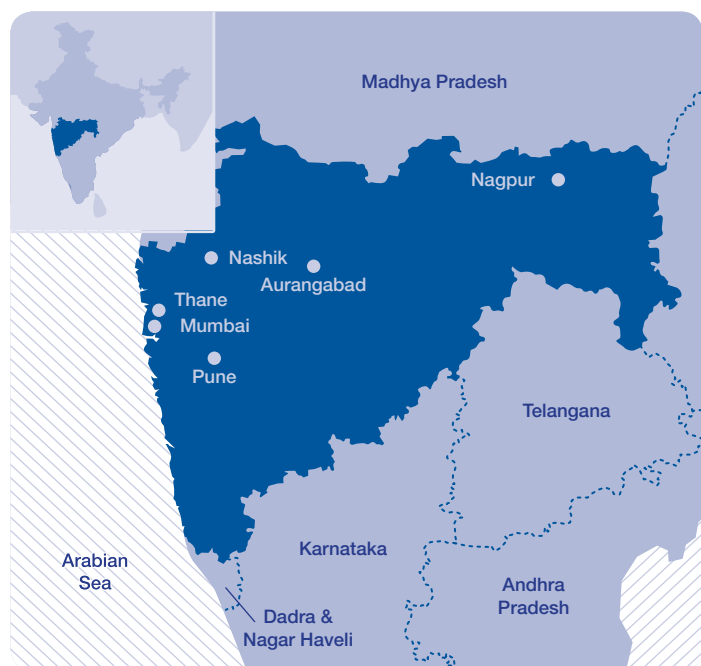 Madhya Pradesh
Nagpur
Nashik
Aurangabad
Thane
Mumbai
Pune
Telangana
Karnataka
Arabian
Sea
Andhra
Pradesh
Dadra &
Nagar Haveli